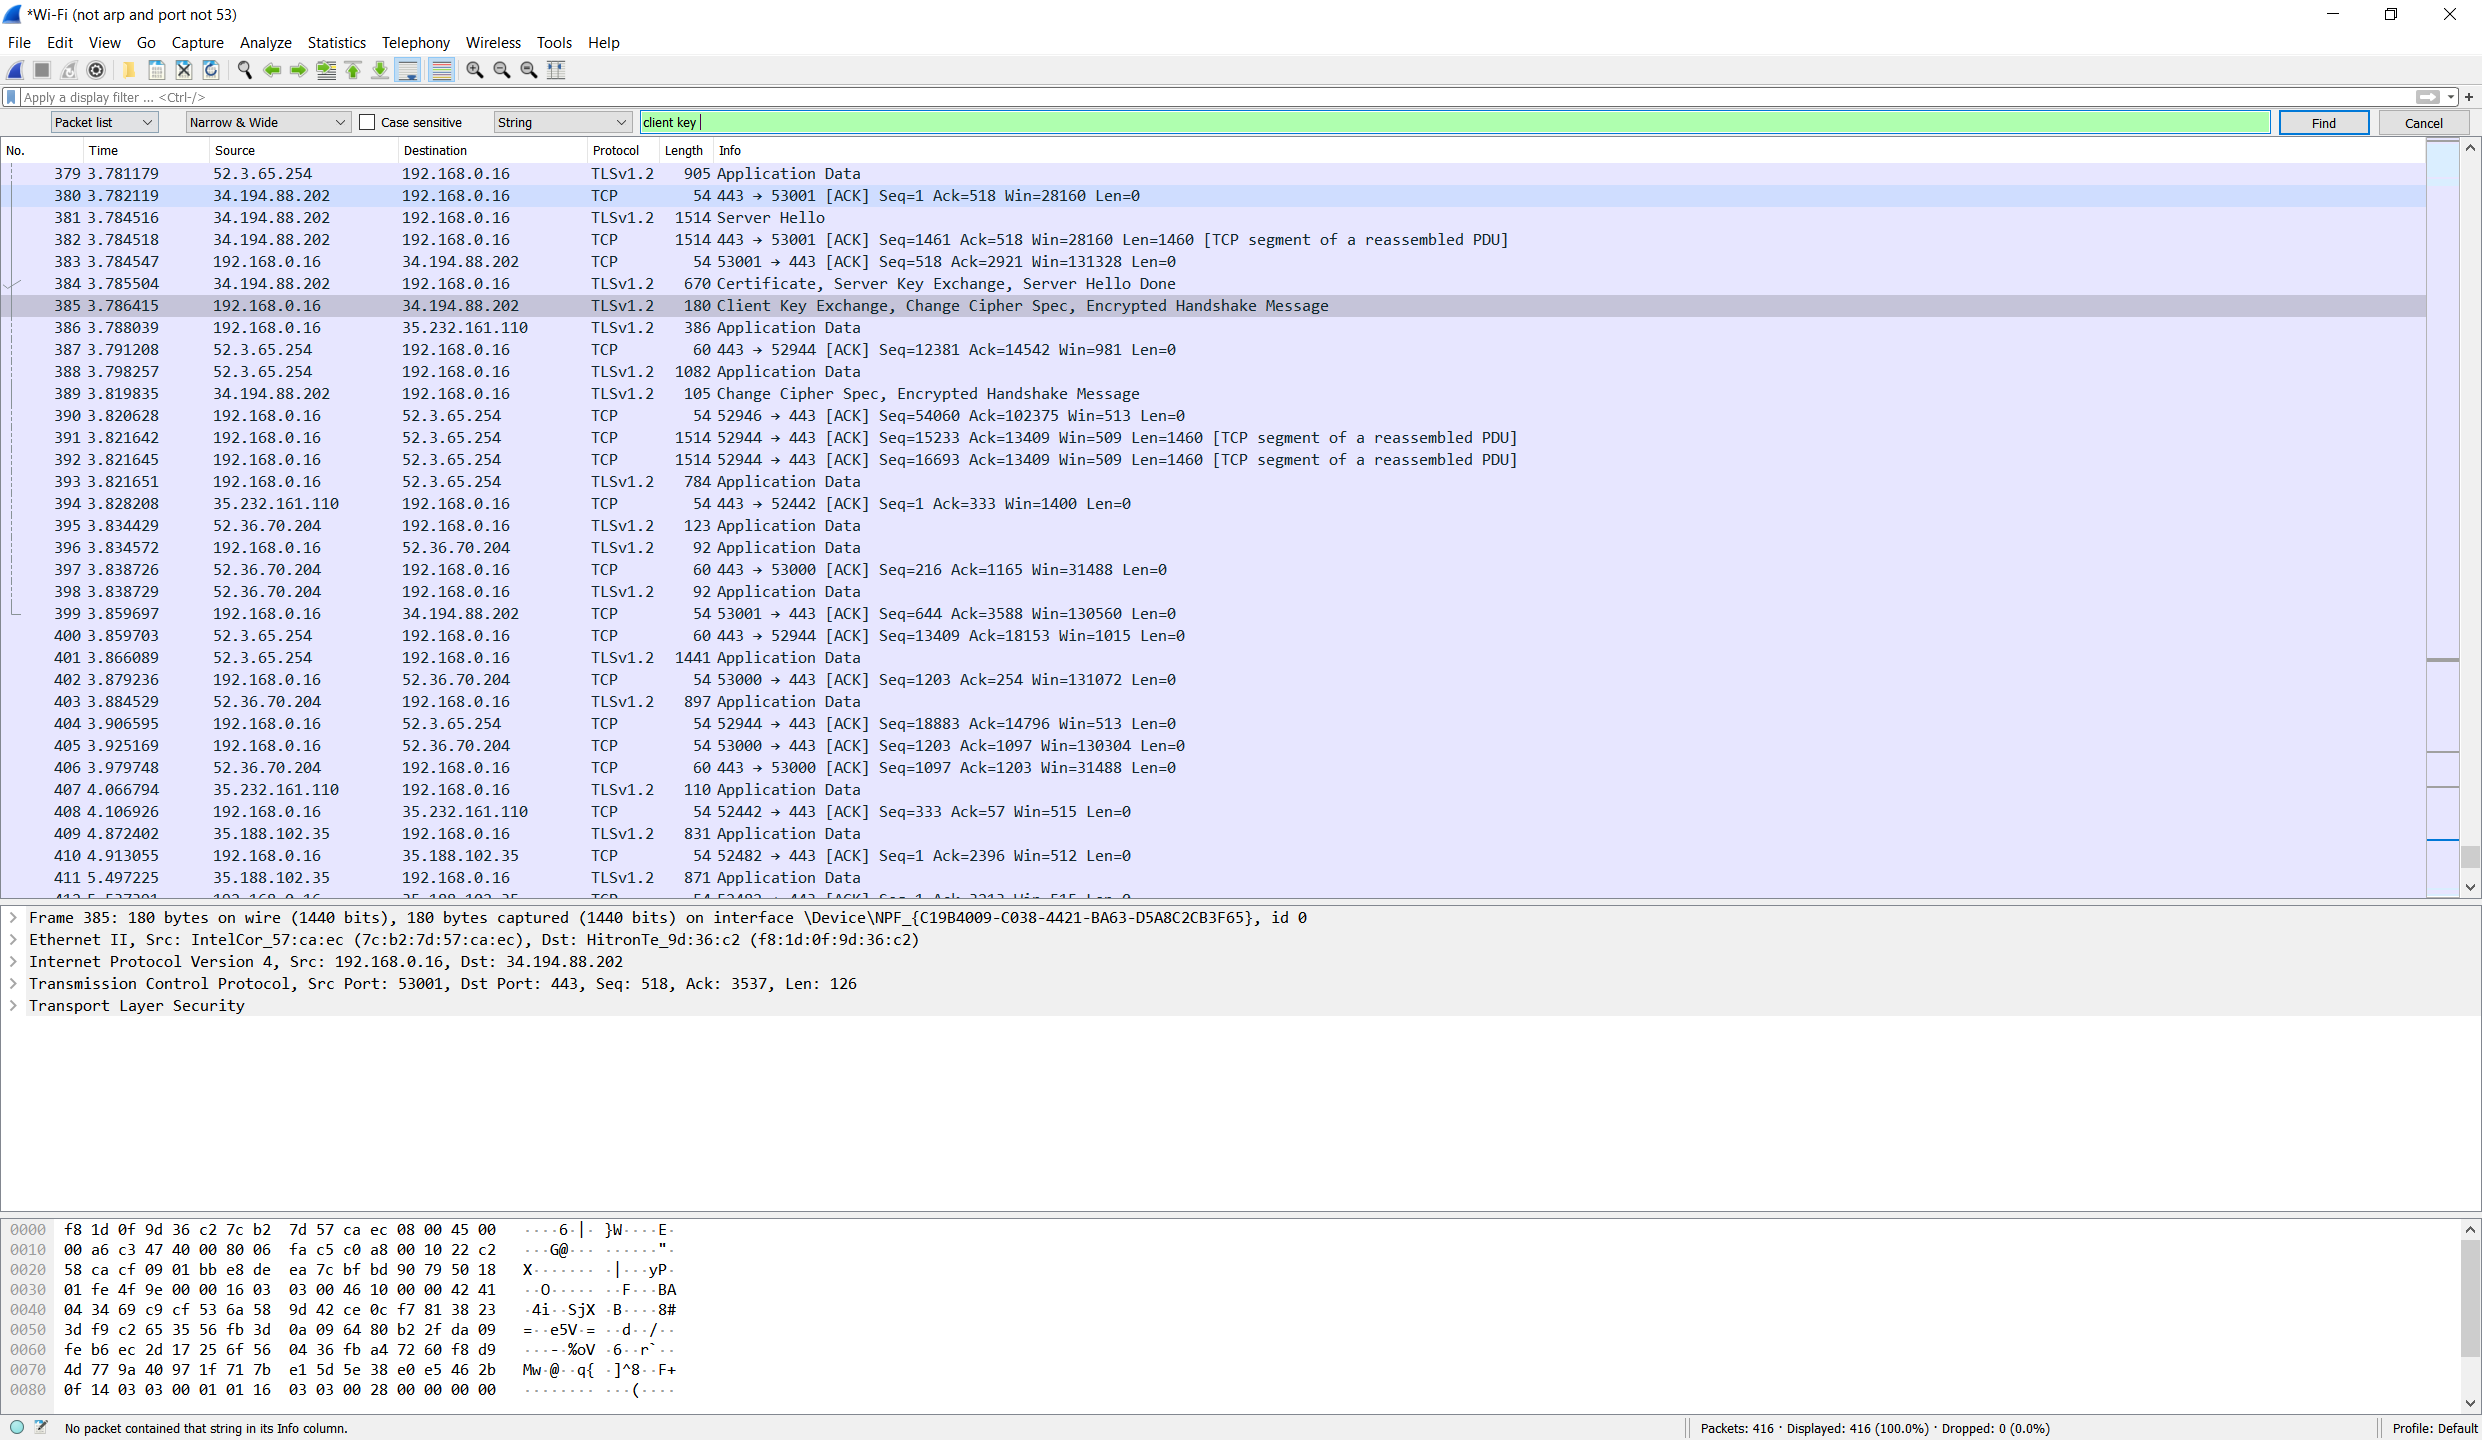 *Wi-Fi (not arp and port not 53)
File Edit View Go Capture Analyze Statistics Telephony Wireless Tools Help
Apply a display filter ... <Ctrl-/>
Packet list Narrow & Wide Case sensitive String client key Find Cancel
No. Time Source Destination Protocol Length Info
379 3.781179 52.3.65.254 192.168.0.16 TLSv1.2 905 Application Data
380 3.782119 34.194.88.202 192.168.0.16 TCP 54 443 → 53001 [ACK] Seq=1 Ack=518 Win=28160 Len=0
381 3.784516 34.194.88.202 192.168.0.16 TLSv1.2 1514 Server Hello
382 3.784518 34.194.88.202 192.168.0.16 TCP 1514 443 → 53001 [ACK] Seq=1461 Ack=518 Win=28160 Len=1460 [TCP segment of a reassembled PDU]
383 3.784547 192.168.0.16 34.194.88.202 TCP 54 53001 → 443 [ACK] Seq=518 Ack=2921 Win=131328 Len=0
384 3.785504 34.194.88.202 192.168.0.16 TLSv1.2 670 Certificate, Server Key Exchange, Server Hello Done
385 3.786415 192.168.0.16 34.194.88.202 TLSv1.2 180 Client Key Exchange, Change Cipher Spec, Encrypted Handshake Message
386 3.788039 192.168.0.16 35.232.161.110 TLSv1.2 386 Application Data
387 3.791208 52.3.65.254 192.168.0.16 TCP 60 443 → 52944 [ACK] Seq=12381 Ack=14542 Win=981 Len=0
388 3.798257 52.3.65.254 192.168.0.16 TLSv1.2 1082 Application Data
389 3.819835 34.194.88.202 192.168.0.16 TLSv1.2 105 Change Cipher Spec, Encrypted Handshake Message
390 3.820628 192.168.0.16 52.3.65.254 TCP 54 52946 → 443 [ACK] Seq=54060 Ack=102375 Win=513 Len=0
391 3.821642 192.168.0.16 52.3.65.254 TCP 1514 52944 → 443 [ACK] Seq=15233 Ack=13409 Win=509 Len=1460 [TCP segment of a reassembled PDU]
392 3.821645 192.168.0.16 52.3.65.254 TCP 1514 52944 → 443 [ACK] Seq=16693 Ack=13409 Win=509 Len=1460 [TCP segment of a reassembled PDU]
393 3.821651 192.168.0.16 52.3.65.254 TLSv1.2 784 Application Data
394 3.828208 35.232.161.110 192.168.0.16 TCP 54 443 → 52442 [ACK] Seq=1 Ack=333 Win=1400 Len=0
395 3.834429 52.36.70.204 192.168.0.16 TLSv1.2 123 Application Data
396 3.834572 192.168.0.16 52.36.70.204 TLSv1.2 92 Application Data
397 3.838726 52.36.70.204 192.168.0.16 TCP 60 443 → 53000 [ACK] Seq=216 Ack=1165 Win=31488 Len=0
398 3.838729 52.36.70.204 192.168.0.16 TLSv1.2 92 Application Data
399 3.859697 192.168.0.16 34.194.88.202 TCP 54 53001 → 443 [ACK] Seq=644 Ack=3588 Win=130560 Len=0
400 3.859703 52.3.65.254 192.168.0.16 TCP 60 443 → 52944 [ACK] Seq=13409 Ack=18153 Win=1015 Len=0
401 3.866089 52.3.65.254 192.168.0.16 TLSv1.2 1441 Application Data
402 3.879236 192.168.0.16 52.36.70.204 TCP 54 53000 → 443 [ACK] Seq=1203 Ack=254 Win=131072 Len=0
403 3.884529 52.36.70.204 192.168.0.16 TLSv1.2 897 Application Data
404 3.906595 192.168.0.16 52.3.65.254 TCP 54 52944 → 443 [ACK] Seq=18883 Ack=14796 Win=513 Len=0
405 3.925169 192.168.0.16 52.36.70.204 TCP 54 53000 → 443 [ACK] Seq=1203 Ack=1097 Win=130304 Len=0
406 3.979748 52.36.70.204 192.168.0.16 TCP 60 443 → 53000 [ACK] Seq=1097 Ack=1203 Win=31488 Len=0
407 4.066794 35.232.161.110 192.168.0.16 TLSv1.2 110 Application Data
408 4.106926 192.168.0.16 35.232.161.110 TCP 54 52442 → 443 [ACK] Seq=333 Ack=57 Win=515 Len=0
409 4.872402 35.188.102.35 192.168.0.16 TLSv1.2 831 Application Data
410 4.913055 192.168.0.16 35.188.102.35 TCP 54 52482 → 443 [ACK] Seq=1 Ack=2396 Win=512 Len=0
411 5.497225 35.188.102.35 192.168.0.16 TLSv1.2 871 Application Data
Frame 385: 180 bytes on wire (1440 bits), 180 bytes captured (1440 bits) on interface \Device\NPF_{C19B4009-C038-4421-BA63-D5A8C2CB3F65}, id 0
Ethernet II, Src: IntelCor_57:ca:ec (7c:b2:7d:57:ca:ec), Dst: HitronTe_9d:36:c2 (f8:1d:0f:9d:36:c2)
Internet Protocol Version 4, Src: 192.168.0.16, Dst: 34.194.88.202
Transmission Control Protocol, Src Port: 53001, Dst Port: 443, Seq: 518, Ack: 3537, Len: 126
Transport Layer Security
0000 f8 1d 0f 9d 36 c2 7c b2 7d 57 ca ec 08 00 45 00 ····6·|· }W····E·
0010 00 a6 c3 47 40 00 80 06 fa c5 c0 a8 00 10 22 c2 ···G@··· ······"·
0020 58 ca cf 09 01 bb e8 de ea 7c bf bd 90 79 50 18 X······· ·|···yP·
0030 01 fe 4f 9e 00 00 16 03 03 00 46 10 00 00 42 41 ··O····· ··F···BA
0040 04 34 69 c9 cf 53 6a 58 9d 42 ce 0c f7 81 38 23 ·4i··SjX ·B····8#
0050 3d f9 c2 65 35 56 fb 3d 0a 09 64 80 b2 2f da 09 =··e5V·= ··d··/··
0060 fe b6 ec 2d 17 25 6f 56 04 36 fb a4 72 60 f8 d9 ···-·%oV ·6··r`··
0070 4d 77 9a 40 97 1f 71 7b e1 5d 5e 38 e0 e5 46 2b Mw·@··q{ ·]^8··F+
0080 0f 14 03 03 00 01 01 16 03 03 00 28 00 00 00 00 ········ ···(····
No packet contained that string in its Info column. Packets: 416 · Displayed: 416 (100.0%) · Dropped: 0 (0.0%) Profile: Default